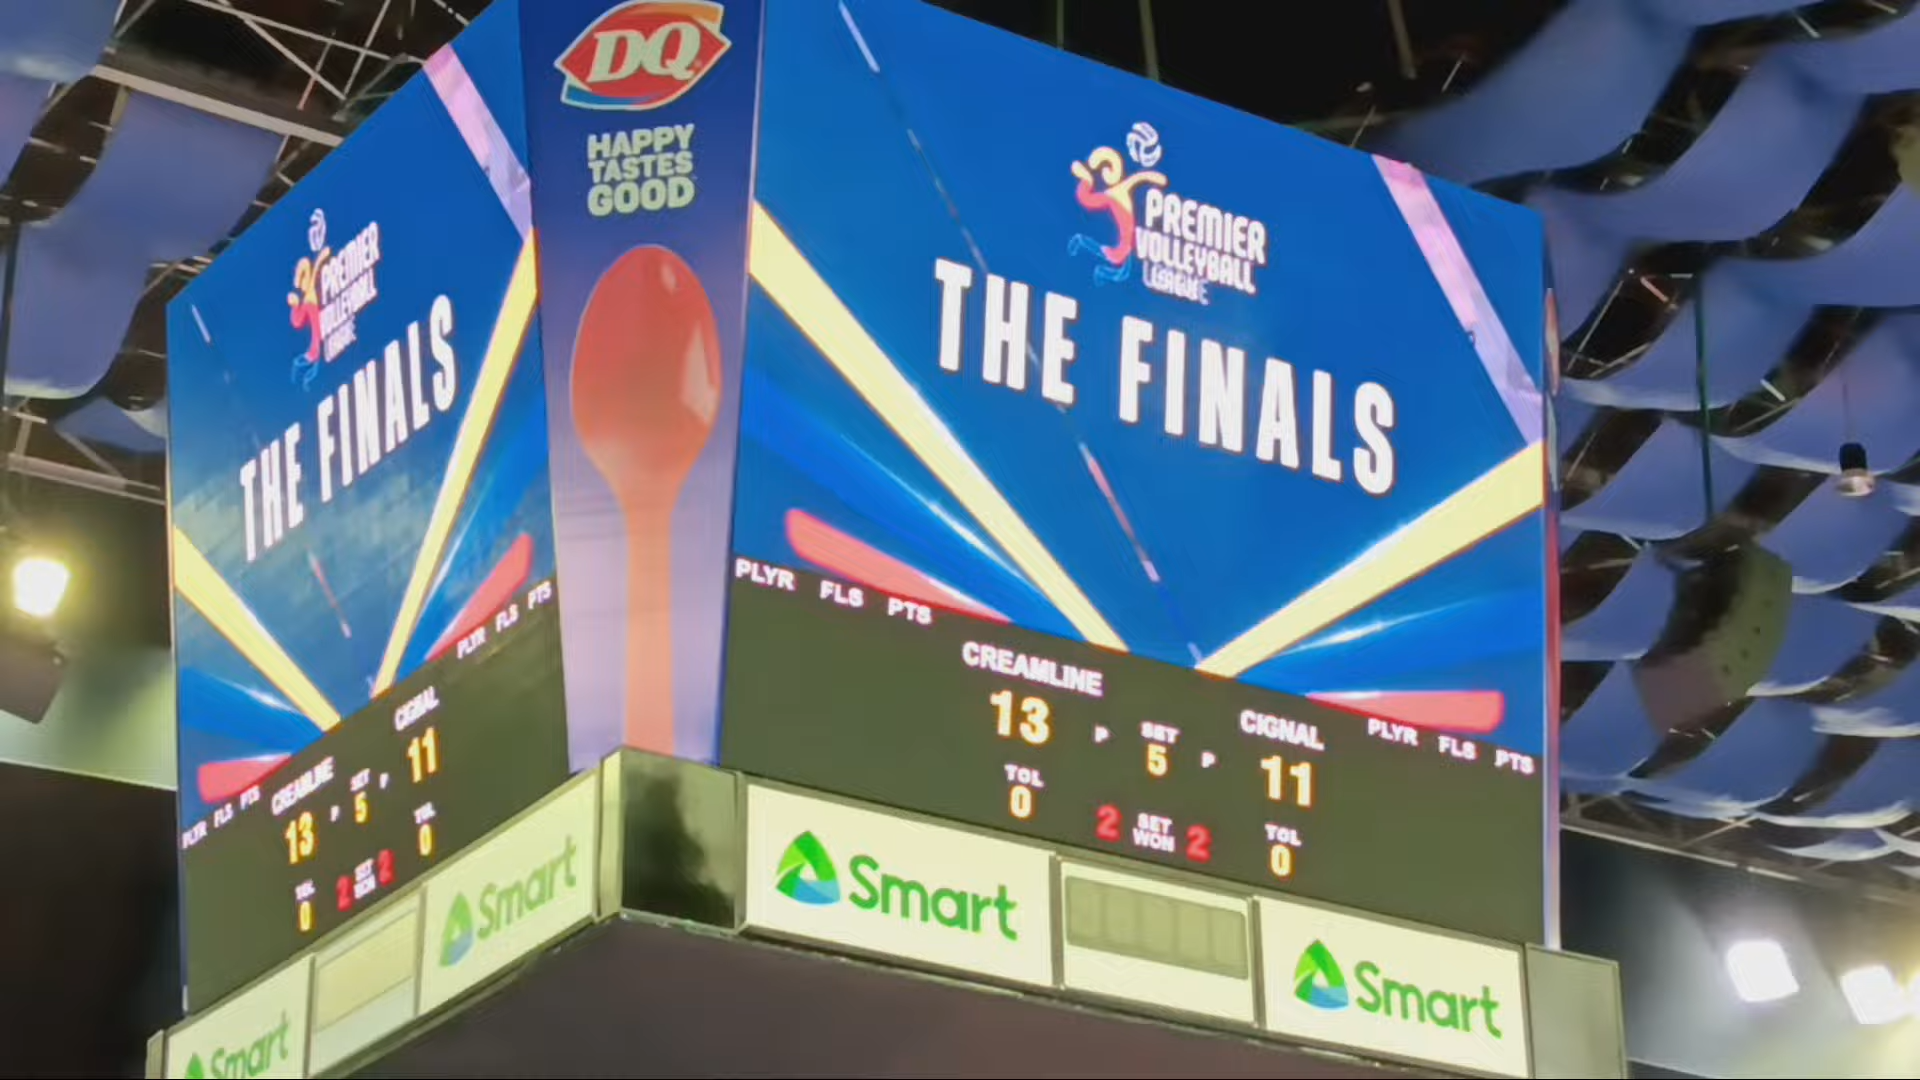 DQ
HAPPY
TASTES
GOOD
PREMIER
VOLLEYBALL
LEAGUE
THE FINALS
PLYR FLS PTS
PLYR FLS PTS
CREAMLINE
13
P
SET
5
P
CIGNAL
11
TOL
0
2
SET
WON
2
TOL
0
Smart
Smart
PREMIER
VOLLEYBALL
LEAGUE
THE FINALS
PLYR FLS PTS
CREAMLINE
13
P
SET
5
P
CIGNAL
11
PLYR FLS PTS
TOL
0
2
SET
WON
2
TOL
0
Smart
Smart